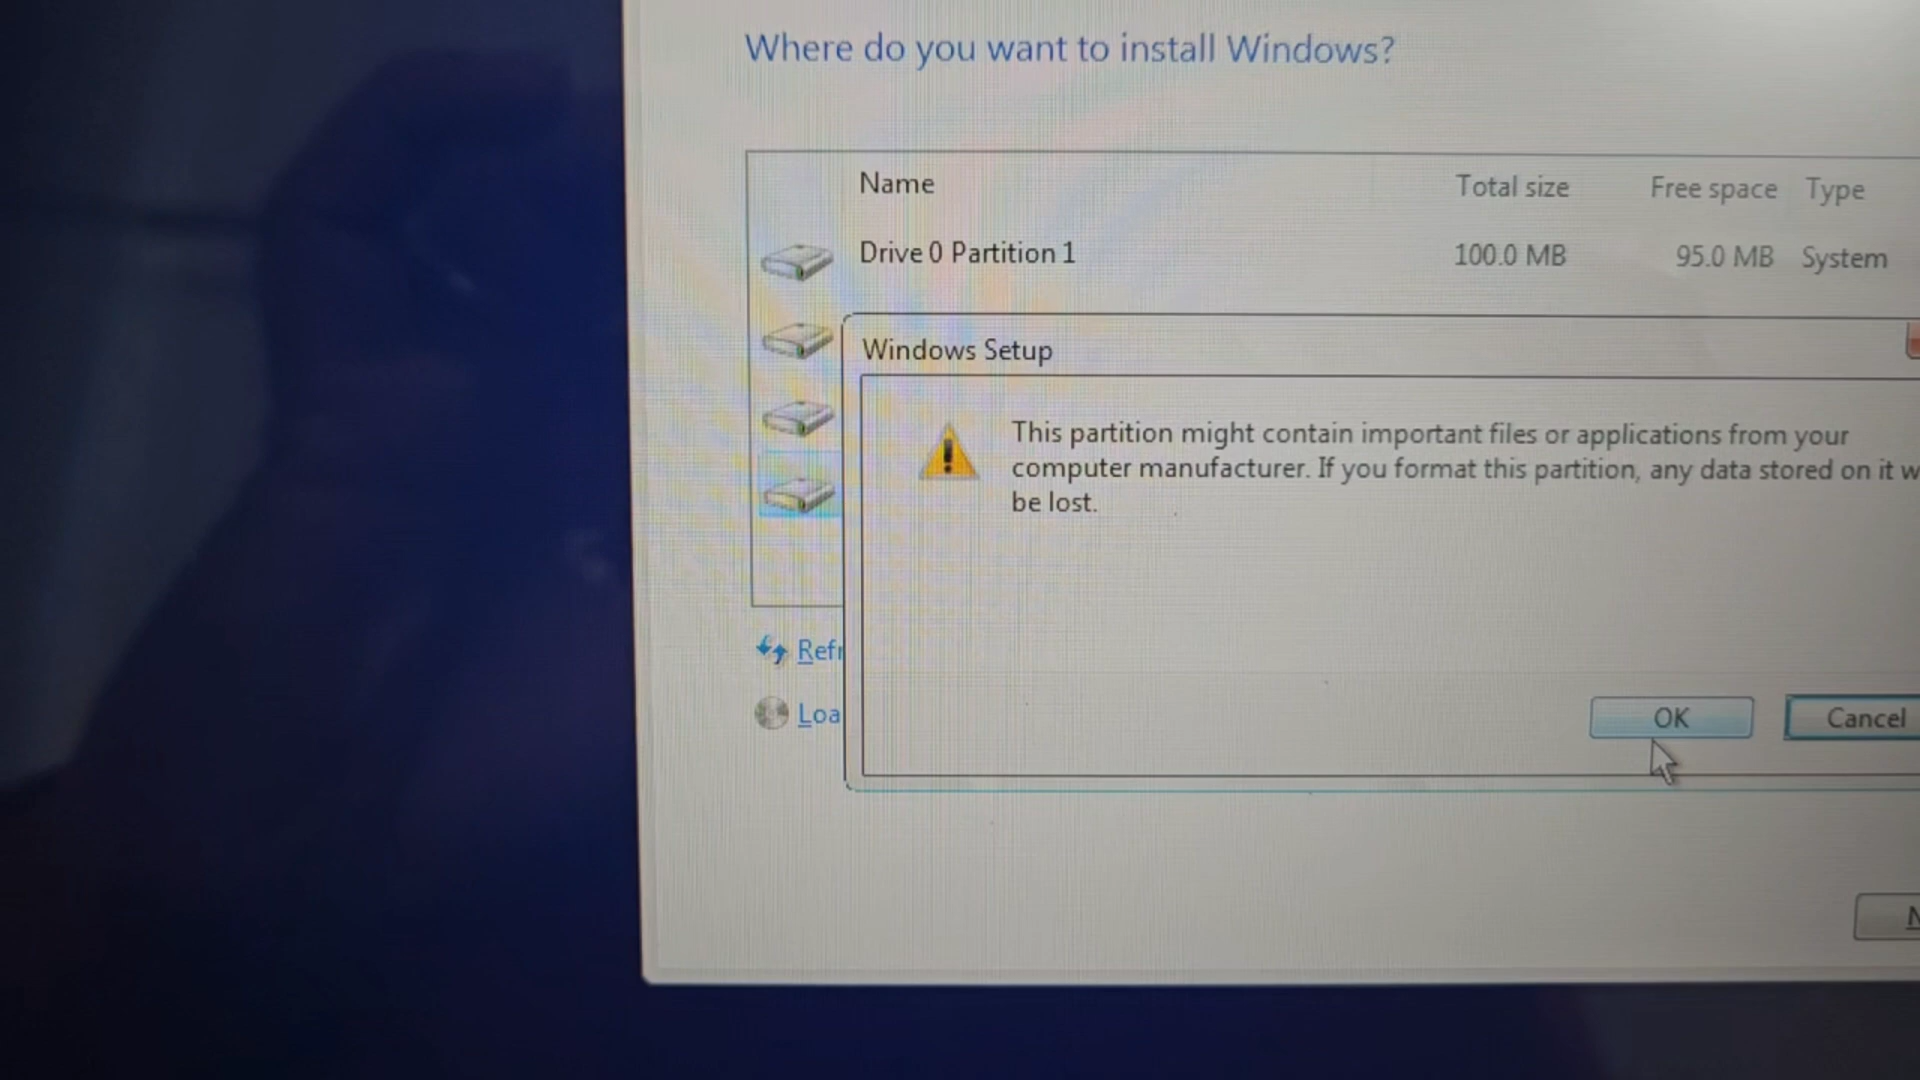 Where do you want to install Windows?
Name Total size Free space Type
Drive 0 Partition 1 100.0 MB 95.0 MB System
Windows Setup
This partition might contain important files or applications from your
computer manufacturer. If you format this partition, any data stored on it w
be lost.
Refr
Loa
OK Cancel
N